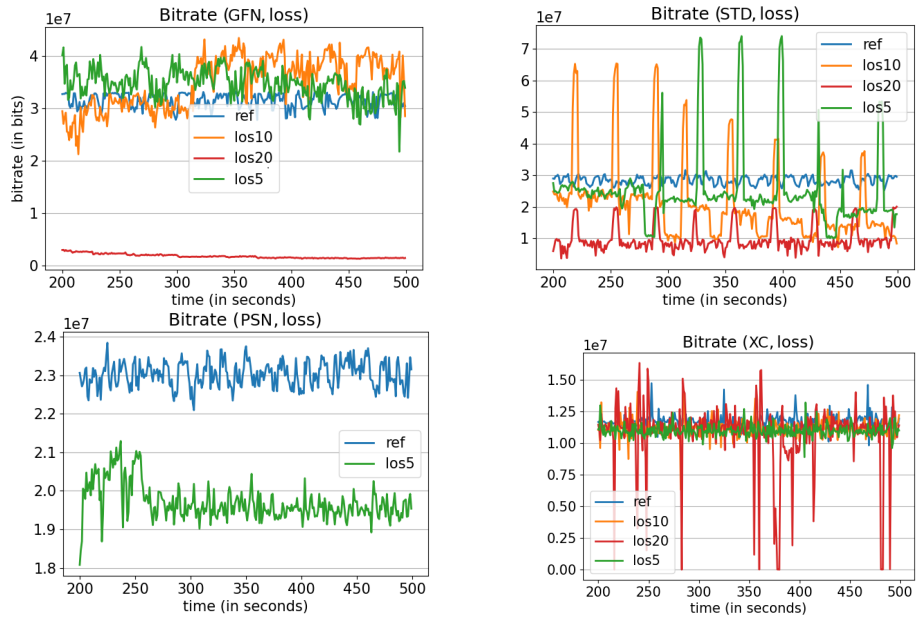 Bitrate (GFN, loss)
1e7
4
3
2
1
0
bitrate (in bits)
ref
los10
los20
los5
200 250 300 350 400 450 500
time (in seconds)
Bitrate (STD, loss)
1e7
7
6
5
4
3
2
1
ref
los10
los20
los5
200 250 300 350 400 450 500
time (in seconds)
Bitrate (PSN, loss)
1e7
2.4
2.3
2.2
2.1
2.0
1.9
1.8
ref
los5
200 250 300 350 400 450 500
time (in seconds)
Bitrate (XC, loss)
1e7
1.50
1.25
1.00
0.75
0.50
0.25
0.00
ref
los10
los20
los5
200 250 300 350 400 450 500
time (in seconds)